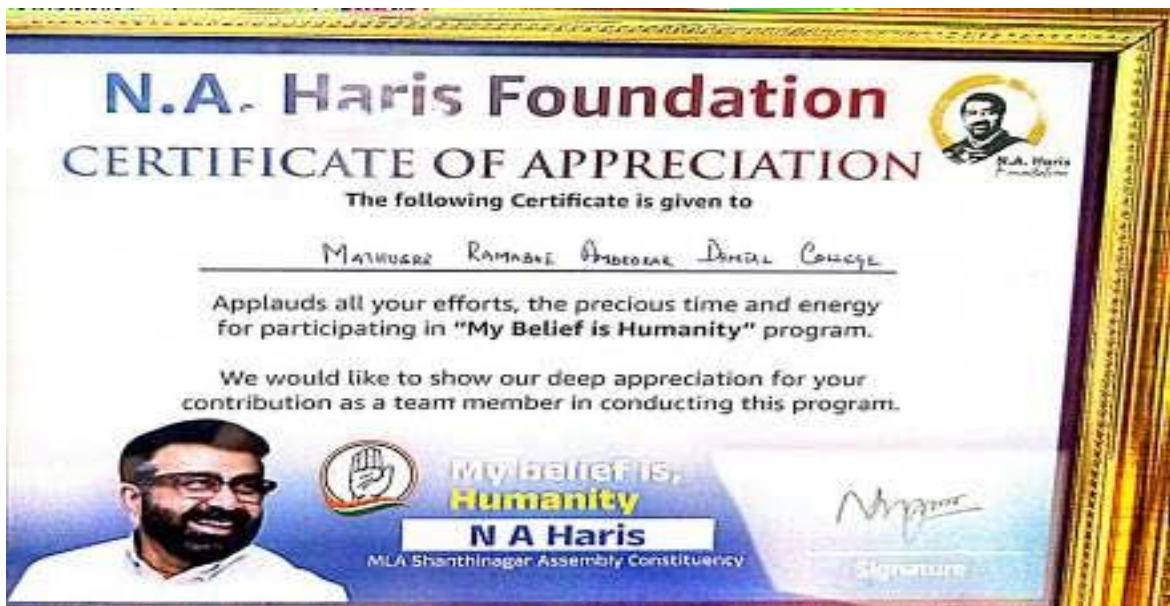 N.A. Haris Foundation
CERTIFICATE OF APPRECIATION
N.A. Haris
Foundation
The following Certificate is given to
Dental College
Applauds all your efforts, the precious time and energy
for participating in "My Belief is Humanity" program.
We would like to show our deep appreciation for your
contribution as a team member in conducting this program.
My belief is,
Humanity
N A Haris
MLA Shanthinagar Assembly Constituency
Signature